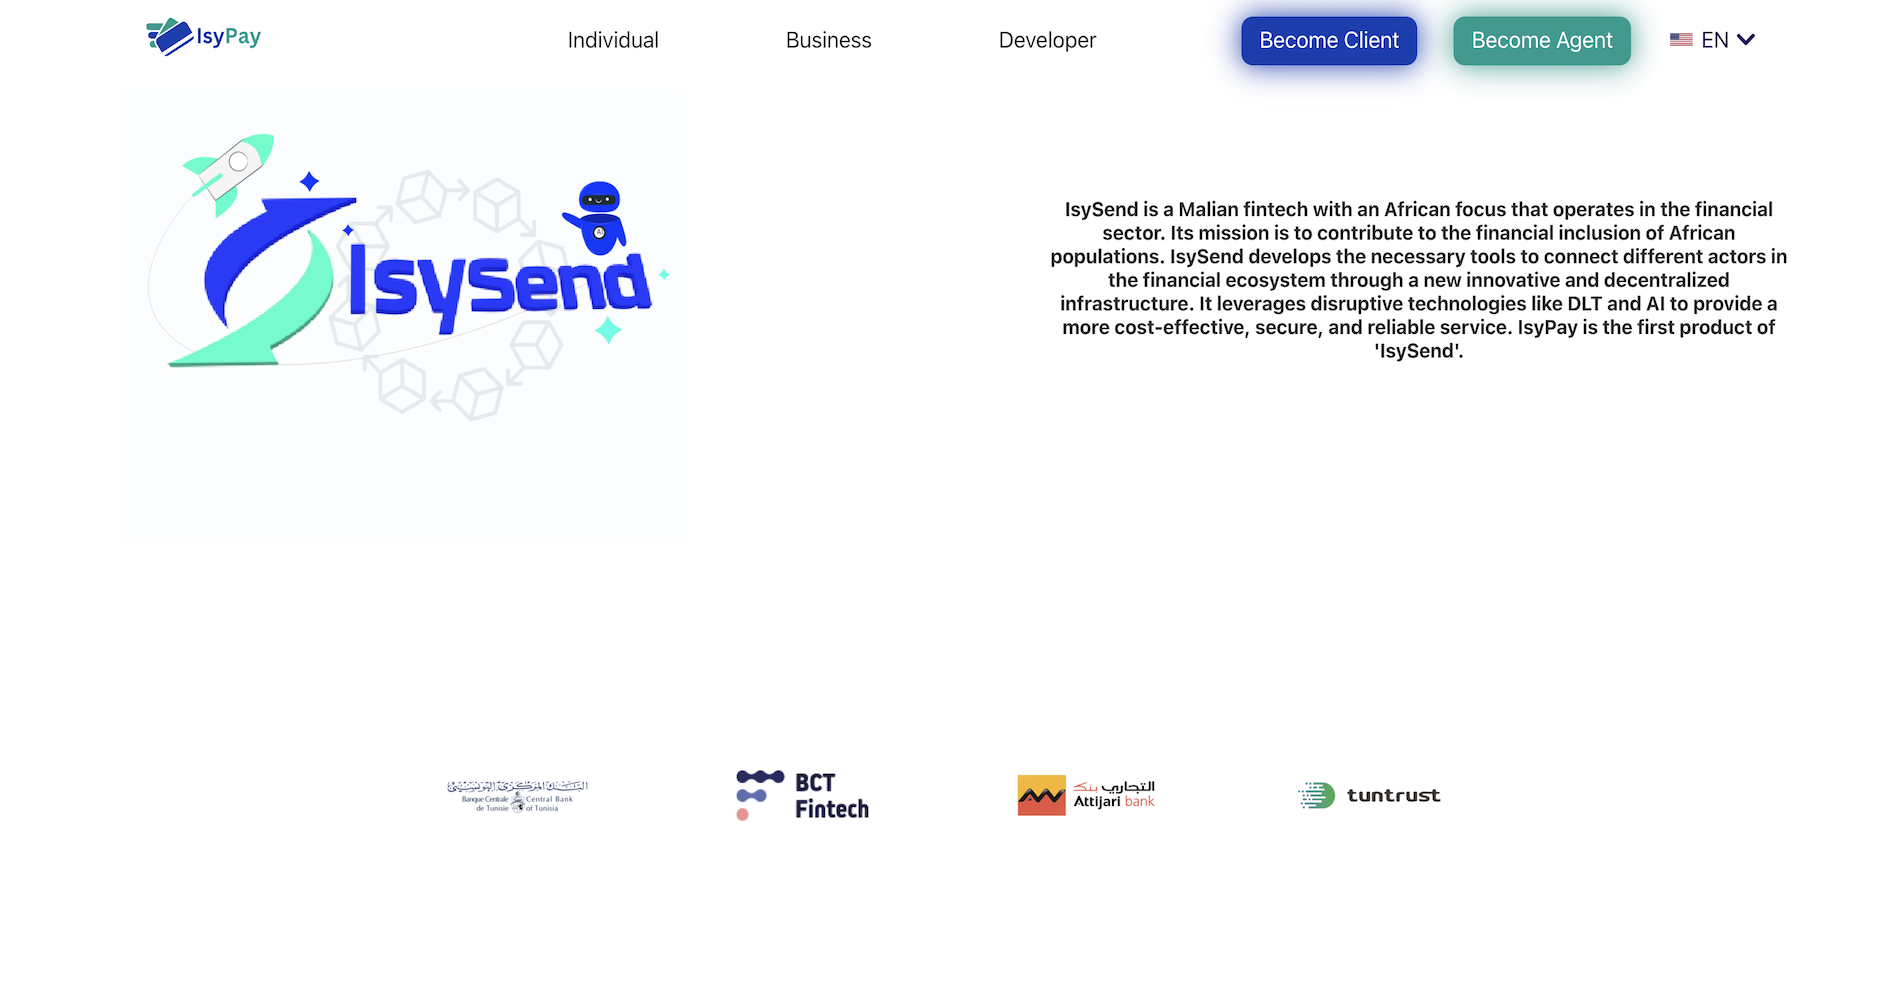 IsyPay
Individual
Business
Developer
Become Client
Become Agent
EN
IsySend
AI
IsySend is a Malian fintech with an African focus that operates in the financial
sector. Its mission is to contribute to the financial inclusion of African
populations. IsySend develops the necessary tools to connect different actors in
the financial ecosystem through a new innovative and decentralized
infrastructure. It leverages disruptive technologies like DLT and AI to provide a
more cost-effective, secure, and reliable service. IsyPay is the first product of
'IsySend'.
البنك المركزي التونسي
Banque Centrale Central Bank
de Tunisie of Tunisia
BCT
Fintech
التجاري بنك
Attijari bank
tuntrust